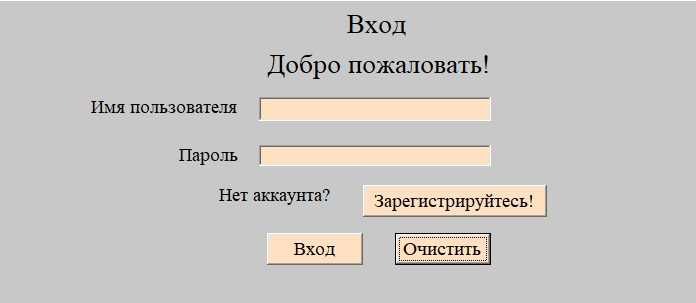 Вход
Добро пожаловать!
Имя пользователя
Пароль
Нет аккаунта? Зарегистрируйтесь!
Вход Очистить